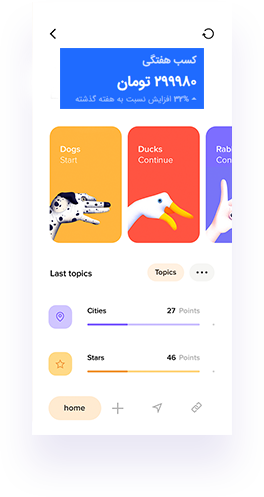 کسب هفتگی
۲۹۹۹۸۰ تومان
۳۲% افزایش نسبت به هفته گذشته
Dogs
Start
Ducks
Continue
Rab
Con
Last topics
Topics
Cities 27 Points
Stars 46 Points
home